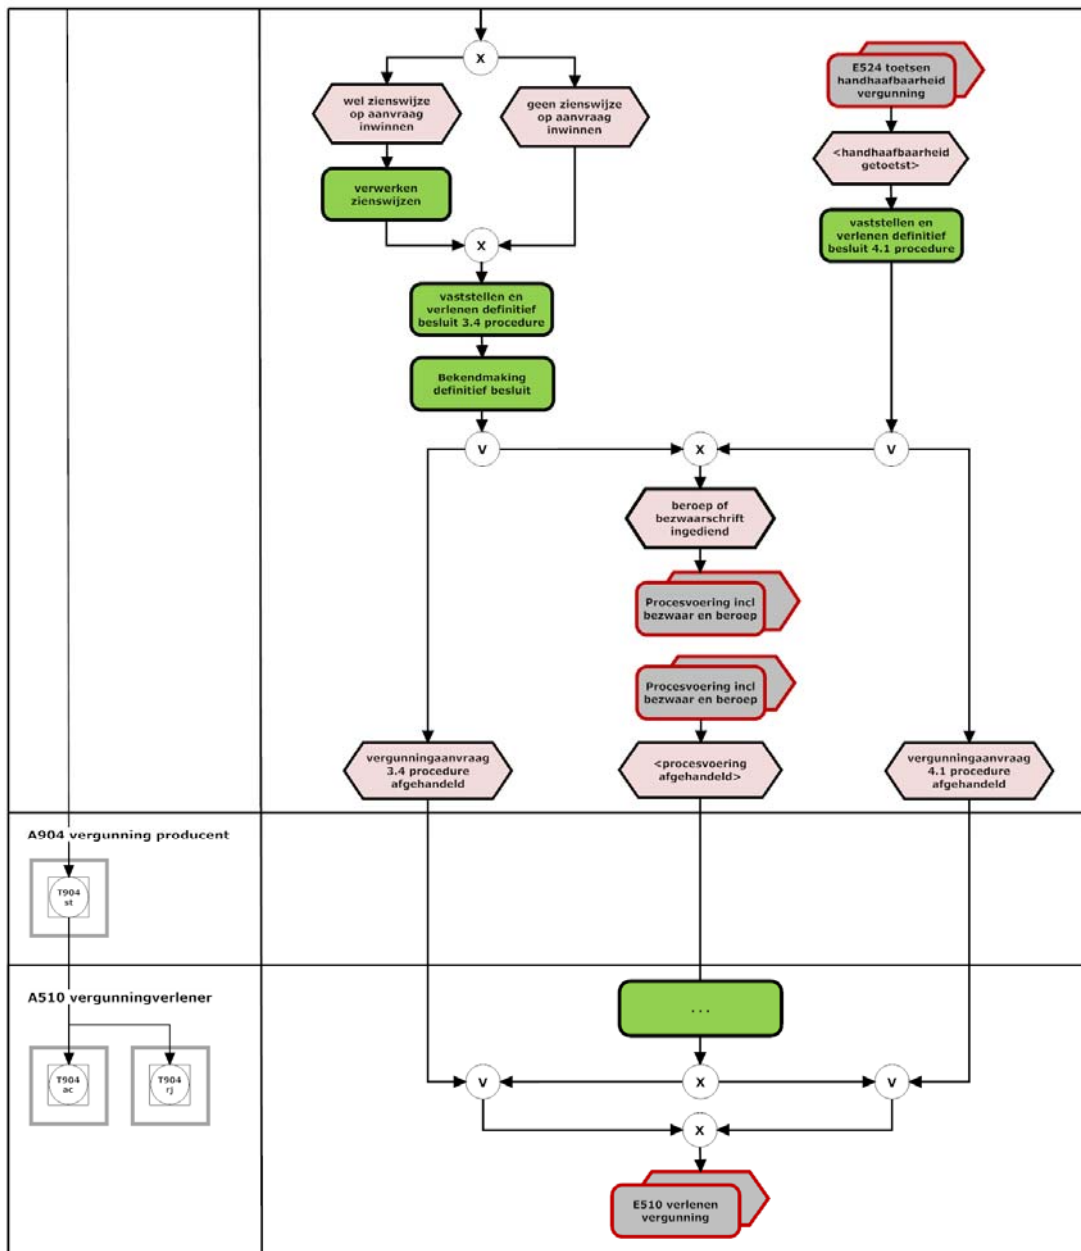 X
wel zienswijze
op aanvraag
inwinnen
geen zienswijze
op aanvraag
inwinnen
verwerken
zienswijzen
X
vaststellen en
verlenen definitief
besluit 3.4 procedure
Bekendmaking
definitief besluit
E524 toetsen
handhaafbaarheid
vergunning
<handhaafbaarheid
getoetst>
vaststellen en
verlenen definitief
besluit 4.1 procedure
V
X
V
beroep of
bezwaarschrift
ingediend
Procesvoering incl
bezwaar en beroep
Procesvoering incl
bezwaar en beroep
vergunningaanvraag
3.4 procedure
afgehandeld
<procesvoering
afgehandeld>
vergunningaanvraag
4.1 procedure
afgehandeld
A904 vergunning producent
T904
st
A510 vergunningverlener
T904
ac
T904
rj
...
V
X
V
X
E510 verlenen
vergunning